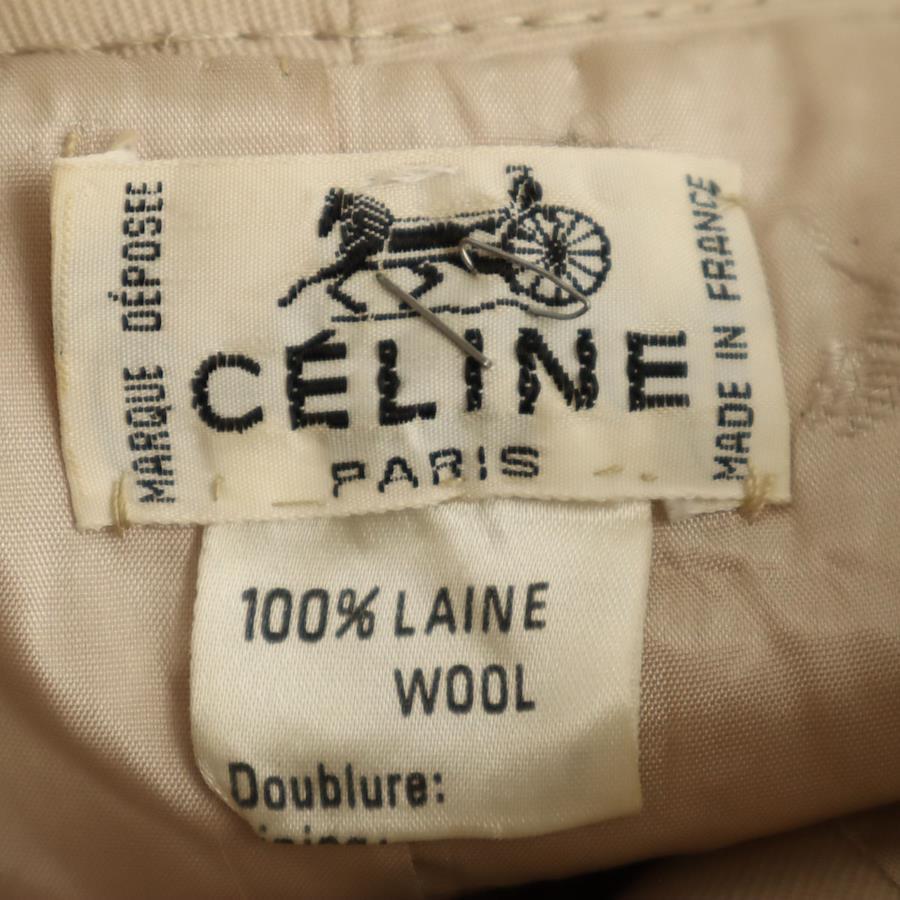 MARQUE DÉPOSÉE
CÉLINE
PARIS
MADE IN FRANCE
100% LAINE
WOOL
Doublure: